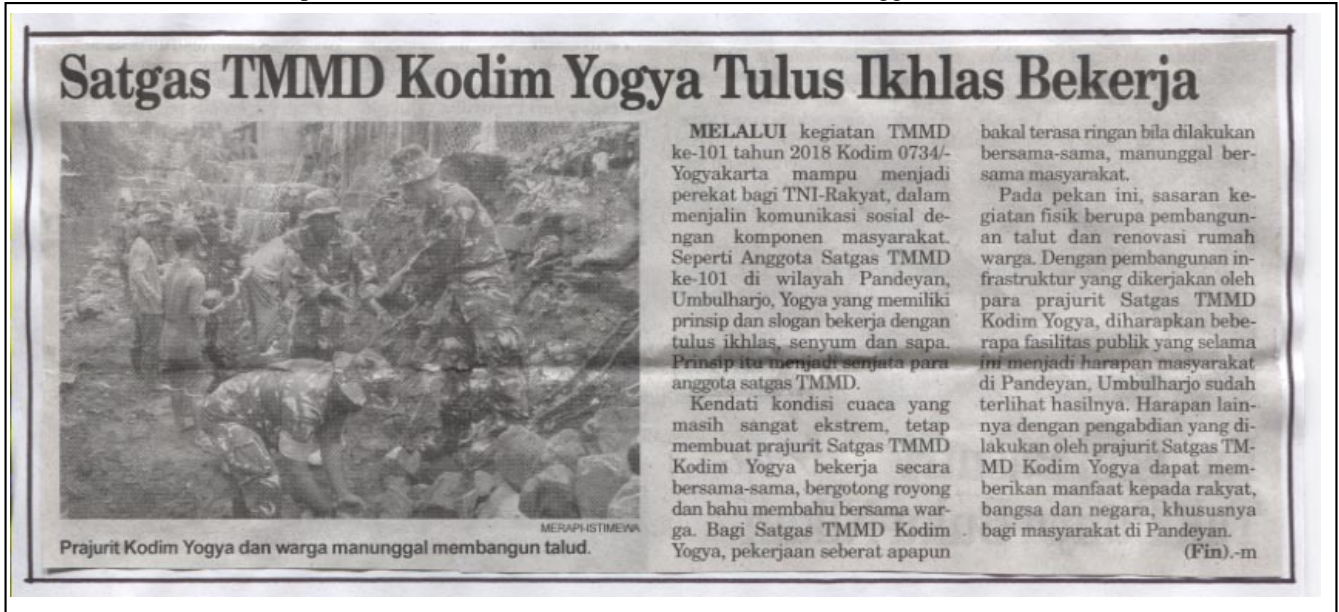 Satgas TMMD Kodim Yogya Tulus Ikhlas Bekerja
MERAPI-ISTIMEWA
Prajurit Kodim Yogya dan warga manunggal membangun talud.
MELALUI kegiatan TMMD
ke-101 tahun 2018 Kodim 0734/-
Yogyakarta mampu menjadi
perekat bagi TNI-Rakyat, dalam
menjalin komunikasi sosial de-
ngan komponen masyarakat.
Seperti Anggota Satgas TMMD
ke-101 di wilayah Pandeyan,
Umbulharjo, Yogya yang memiliki
prinsip dan slogan bekerja dengan
tulus ikhlas, senyum dan sapa.
Prinsip itu menjadi senjata para
anggota satgas TMMD.
Kendati kondisi cuaca yang
masih sangat ekstrem, tetap
membuat prajurit Satgas TMMD
Kodim Yogya bekerja secara
bersama-sama, bergotong royong
dan bahu membahu bersama war-
ga. Bagi Satgas TMMD Kodim
Yogya, pekerjaan seberat apapun
bakal terasa ringan bila dilakukan
bersama-sama, manunggal ber-
sama masyarakat.
Pada pekan ini, sasaran ke-
giatan fisik berupa pembangun-
an talut dan renovasi rumah
warga. Dengan pembangunan in-
frastruktur yang dikerjakan oleh
para prajurit Satgas TMMD
Kodim Yogya, diharapkan bebe-
rapa fasilitas publik yang selama
ini menjadi harapan masyarakat
di Pandeyan, Umbulharjo sudah
terlihat hasilnya. Harapan lain-
nya dengan pengabdian yang di-
lakukan oleh prajurit Satgas TM-
MD Kodim Yogya dapat mem-
berikan manfaat kepada rakyat,
bangsa dan negara, khususnya
bagi masyarakat di Pandeyan.
(Fin).-m